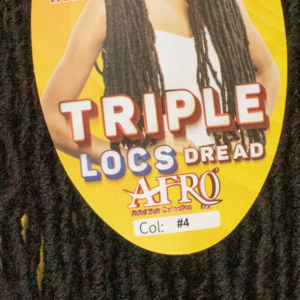 TRIPLE
LOCS DREAD
AFRO
Col: #4